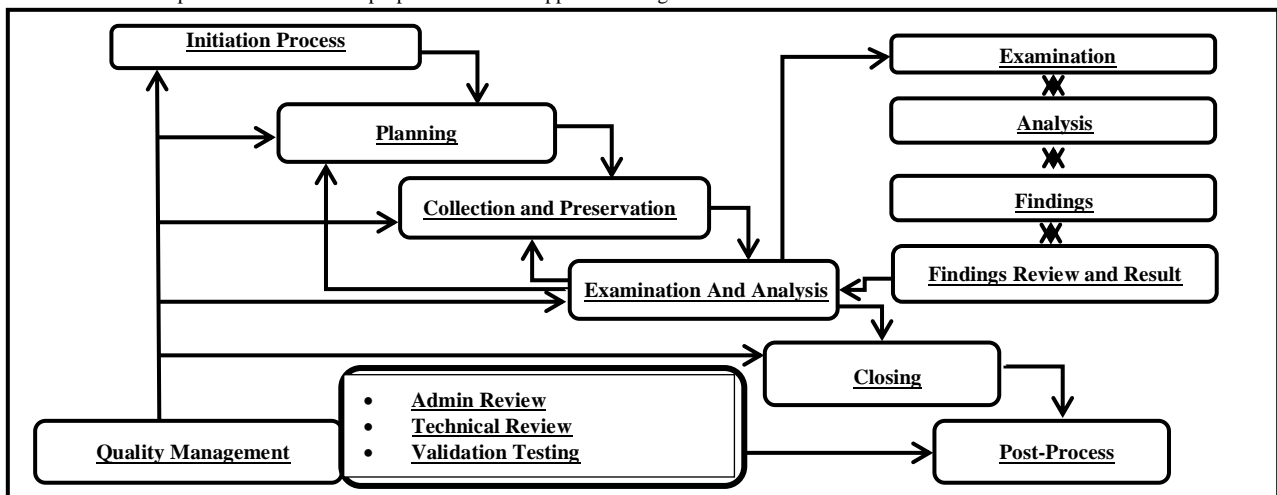 Initiation Process
Examination
Planning
Analysis
Collection and Preservation
Findings
Examination And Analysis
Findings Review and Result
Closing
• Admin Review
• Technical Review
• Validation Testing
Quality Management
Post-Process